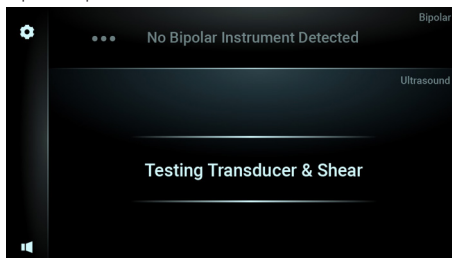 Bipolar
No Bipolar Instrument Detected
Ultrasound
Testing Transducer & Shear